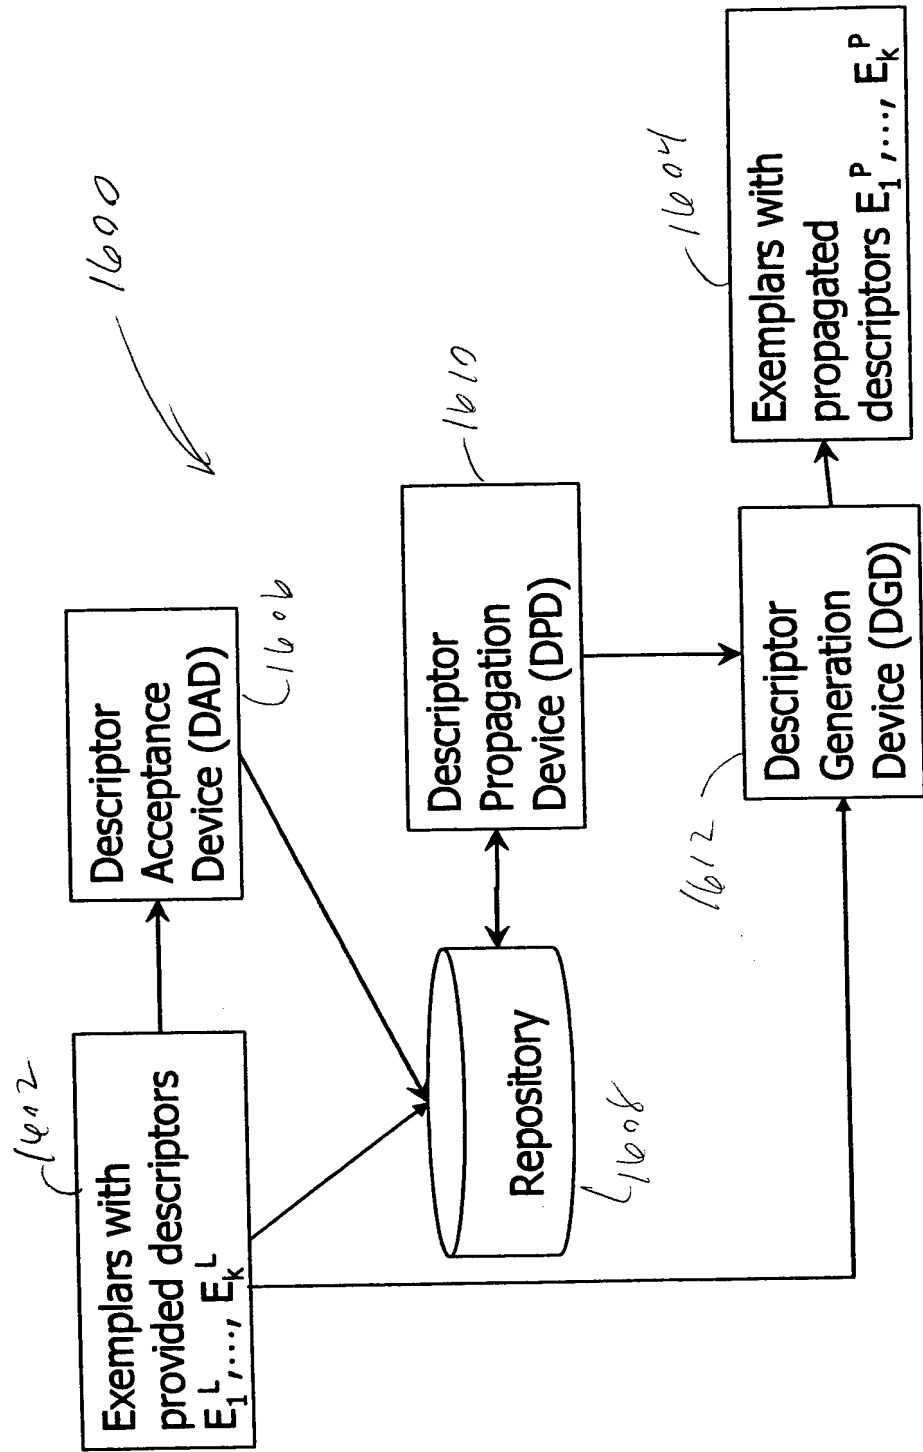 1600
1602
Exemplars with
provided descriptors
E₁ᴸ,..., Eₖᴸ
Descriptor
Acceptance
Device (DAD)
1606
Repository
1608
Descriptor
Propagation
Device (DPD)
1610
1612
Descriptor
Generation
Device (DGD)
1604
Exemplars with
propagated
descriptors E₁ᴾ,..., Eₖᴾ